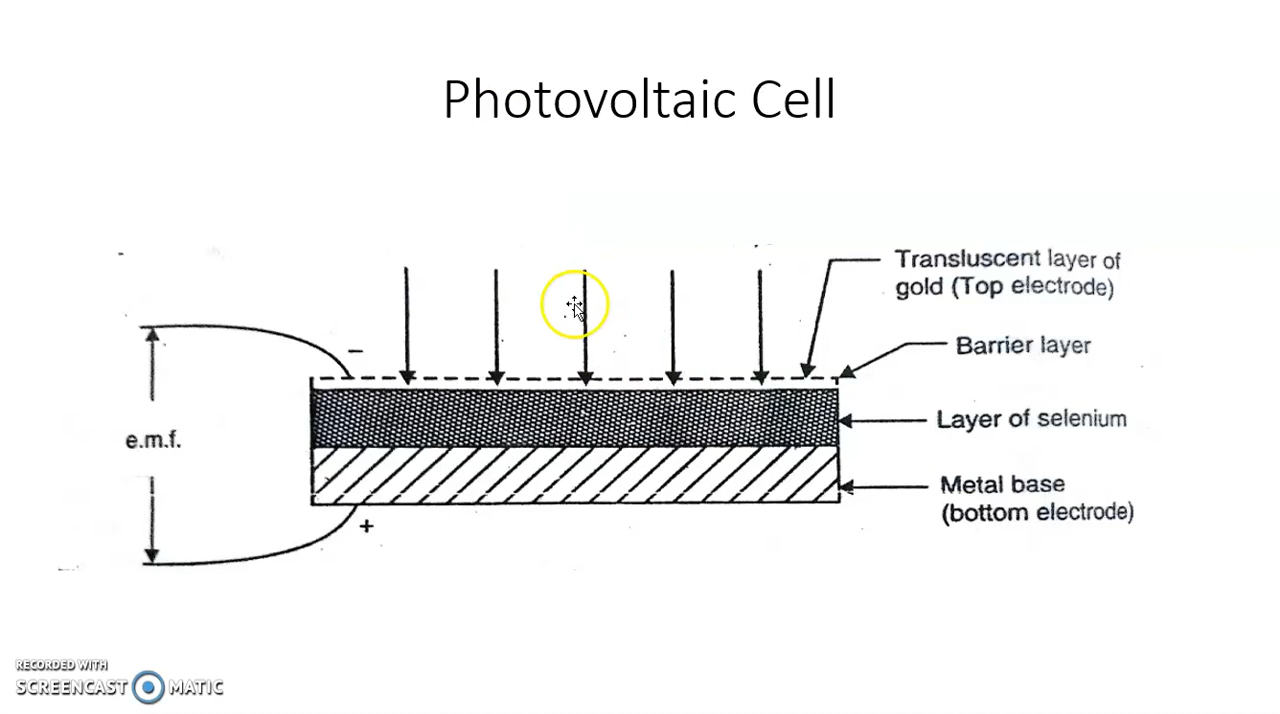 Photovoltaic Cell
Transluscent layer of
gold (Top electrode)
Barrier layer
−
e.m.f.
Layer of selenium
Metal base
(bottom electrode)
+
RECORDED WITH
SCREENCAST MATIC